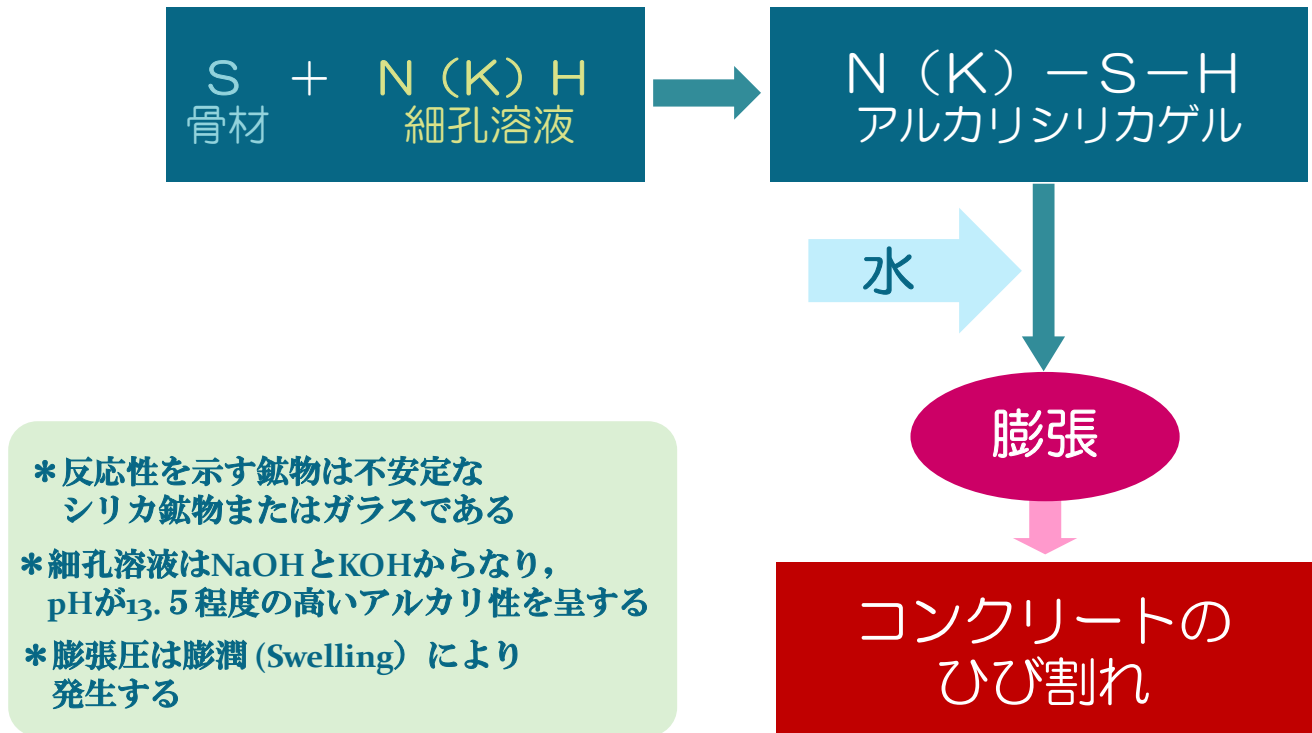 S ＋ N（K）H
骨材 細孔溶液
N（K）－S－H
アルカリシリカゲル
水
膨張
コンクリートの
ひび割れ
＊反応性を示す鉱物は不安定な
シリカ鉱物またはガラスである
＊細孔溶液はNaOHとKOHからなり，
pHが13.５程度の高いアルカリ性を呈する
＊膨張圧は膨潤(Swelling）により
発生する